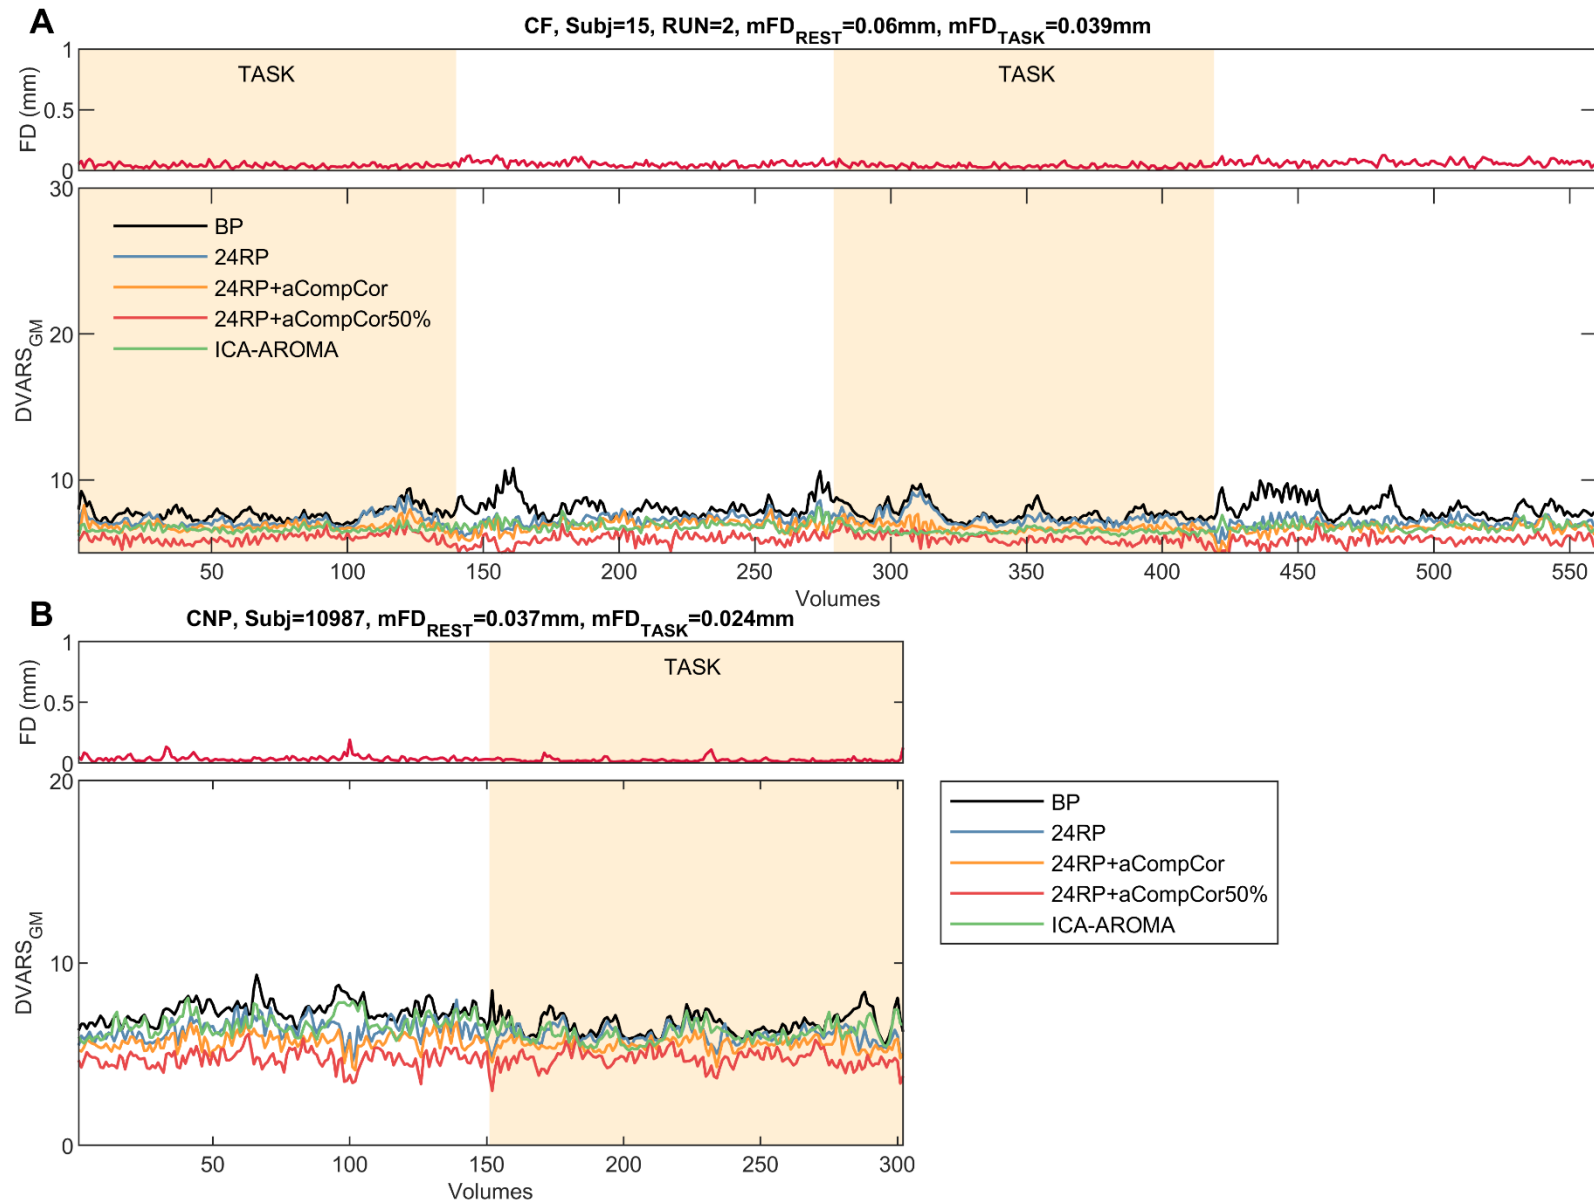 A
CF, Subj=15, RUN=2, mFD_REST=0.06mm, mFD_TASK=0.039mm
1
0.5
0
FD (mm)
TASK
TASK
30
20
10
DVARS_GM
BP
24RP
24RP+aCompCor
24RP+aCompCor50%
ICA-AROMA
50 100 150 200 250 300 350 400 450 500 550
Volumes
B
CNP, Subj=10987, mFD_REST=0.037mm, mFD_TASK=0.024mm
1
0.5
0
FD (mm)
TASK
20
10
0
DVARS_GM
BP
24RP
24RP+aCompCor
24RP+aCompCor50%
ICA-AROMA
50 100 150 200 250 300
Volumes